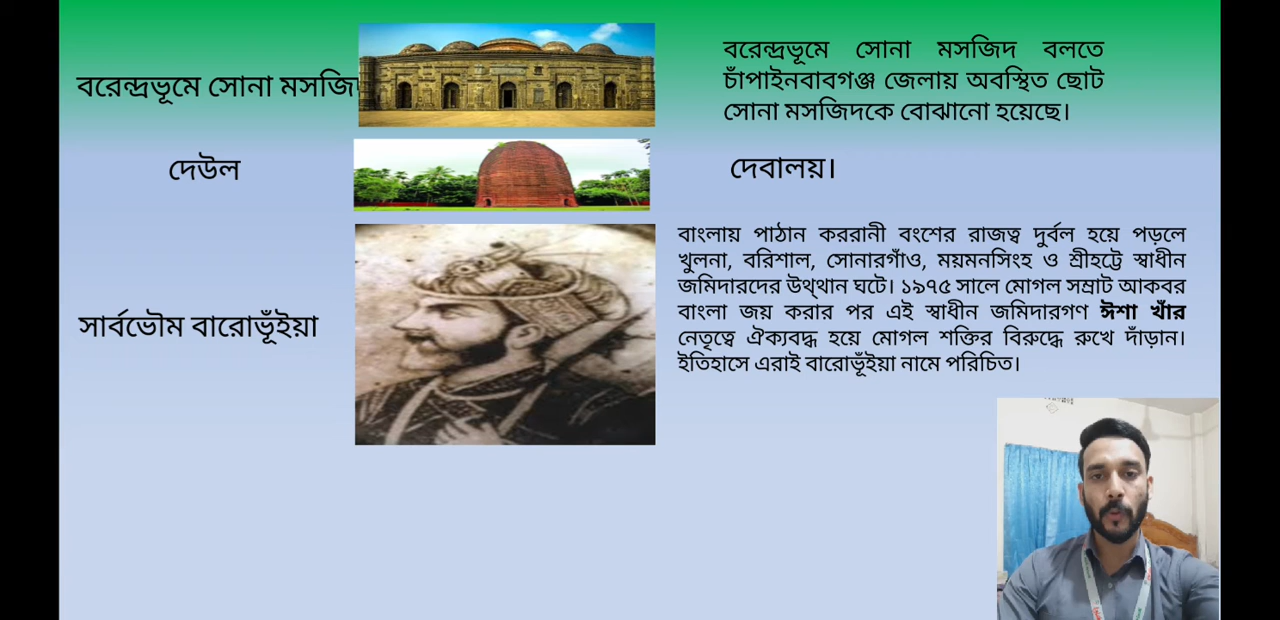 বরেন্দ্রভূমে সোনা মসজিদ
বরেন্দ্রভূমে সোনা মসজিদ বলতে
চাঁপাইনবাবগঞ্জ জেলায় অবস্থিত ছোট
সোনা মসজিদকে বোঝানো হয়েছে।
দেউল
দেবালয়।
সার্বভৌম বারোভূঁইয়া
বাংলায় পাঠান কররানী বংশের রাজত্ব দুর্বল হয়ে পড়লে
খুলনা, বরিশাল, সোনারগাঁও, ময়মনসিংহ ও শ্রীহট্টে স্বাধীন
জমিদারদের উথ্থান ঘটে। ১৯৭৫ সালে মোগল সম্রাট আকবর
বাংলা জয় করার পর এই স্বাধীন জমিদারগণ ঈশা খাঁর
নেতৃত্বে ঐক্যবদ্ধ হয়ে মোগল শক্তির বিরুদ্ধে রুখে দাঁড়ান।
ইতিহাসে এরাই বারোভূঁইয়া নামে পরিচিত।